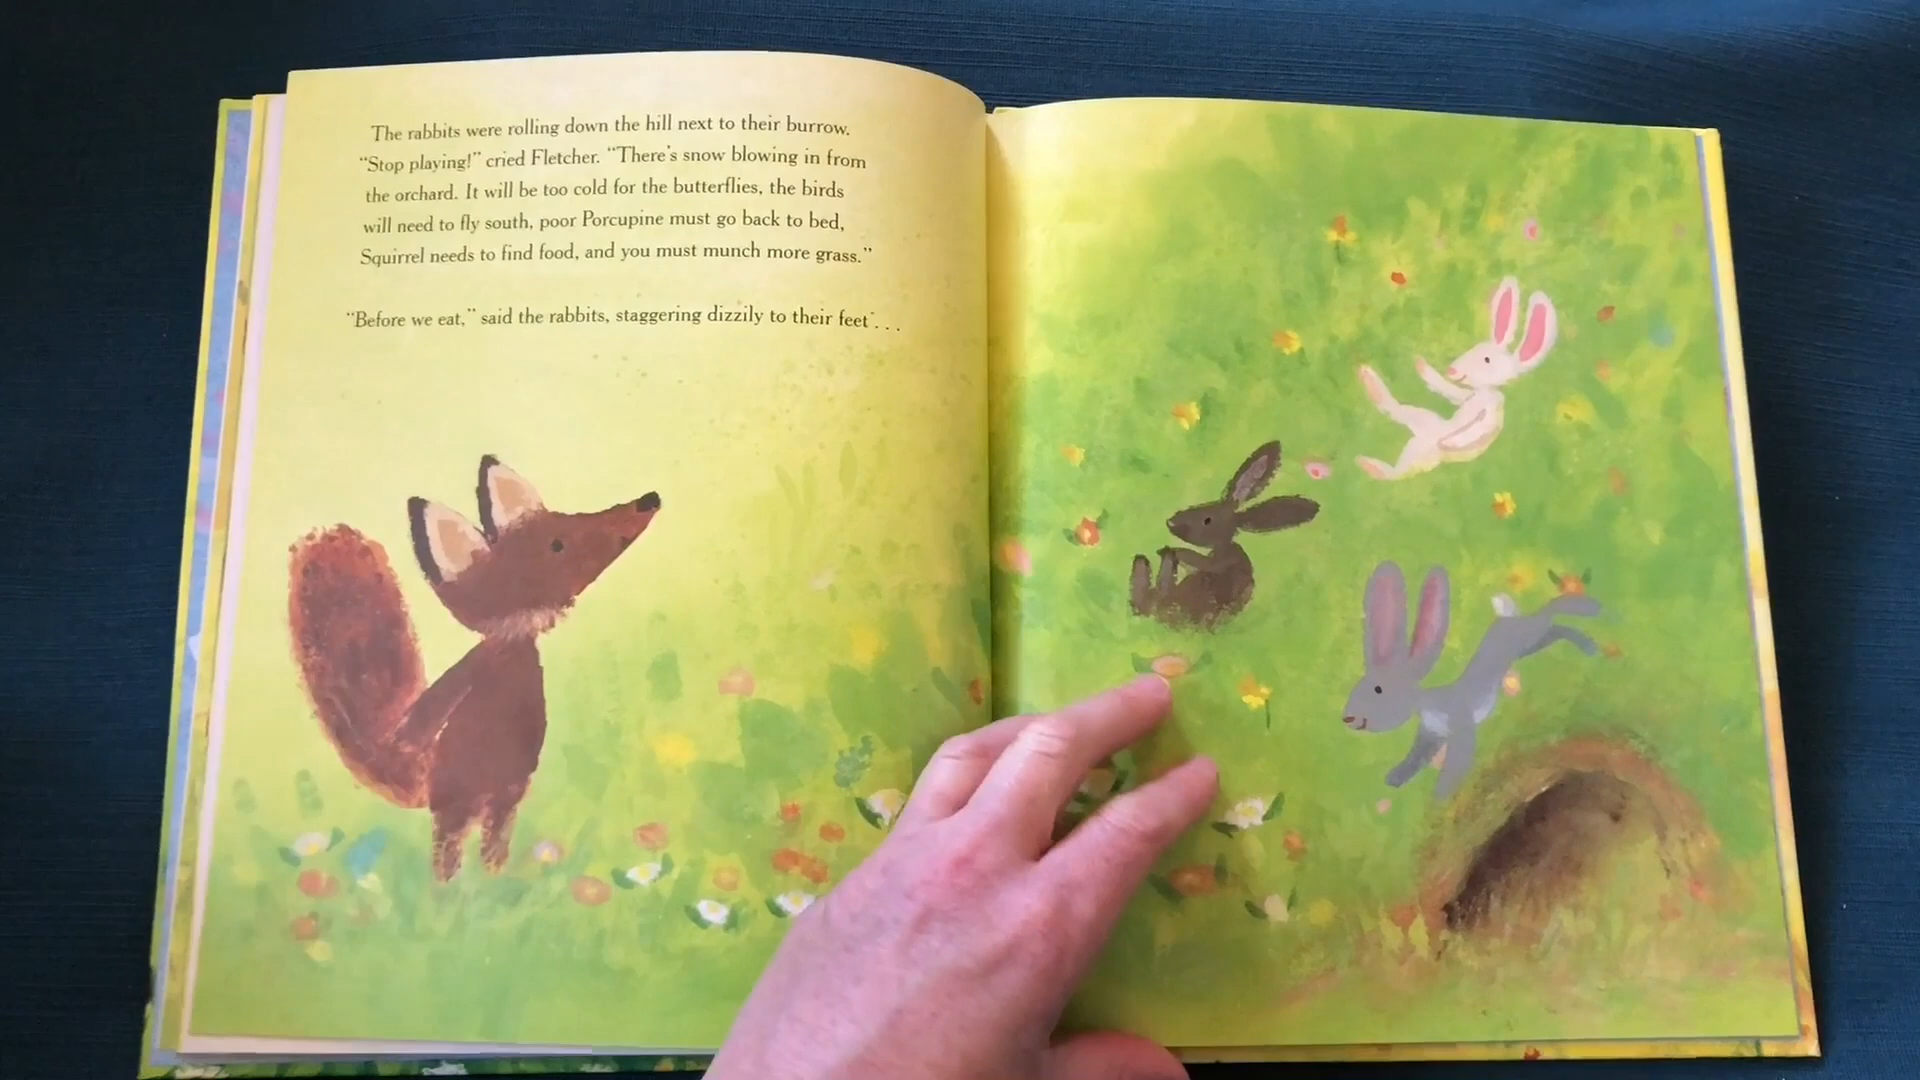 The rabbits were rolling down the hill next to their burrow.
“Stop playing!” cried Fletcher. “There's snow blowing in from
the orchard. It will be too cold for the butterflies, the birds
will need to fly south, poor Porcupine must go back to bed,
Squirrel needs to find food, and you must munch more grass.”
“Before we eat,” said the rabbits, staggering dizzily to their feet . . .